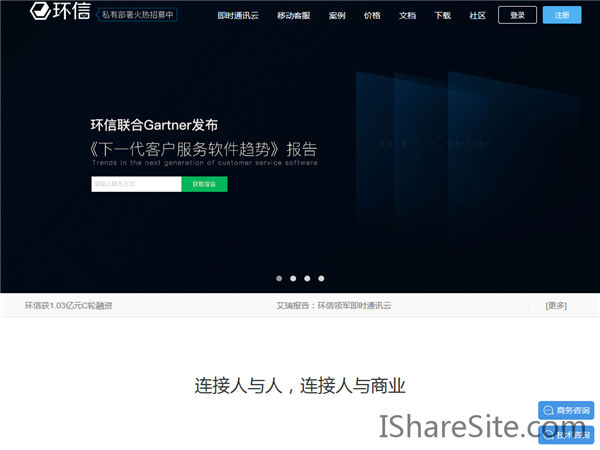 环信
私有部署火热招募中
即时通讯云 移动客服 案例 价格 文档 下载 社区 登录 注册
环信联合Gartner发布
《下一代客户服务软件趋势》报告
Trends in the next generation of customer service software
请输入联系方式 获取报告
Gartner
环信获1.03亿元C轮融资 艾瑞报告：环信领军即时通讯云 [更多]
连接人与人，连接人与商业
商务咨询
IShareSite.com
技术咨询